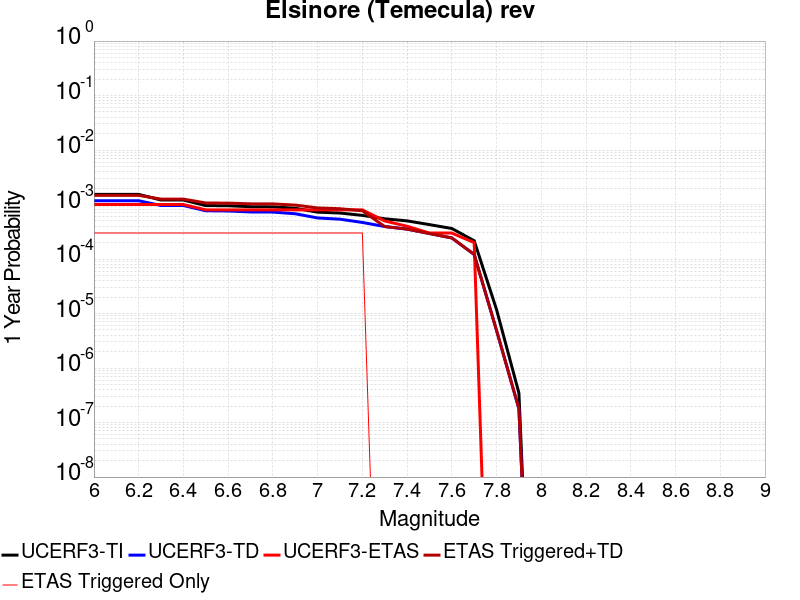 Elsinore (Temecula) rev
10^0
10^-1
10^-2
10^-3
10^-4
10^-5
10^-6
10^-7
10^-8
1 Year Probability
6 6.2 6.4 6.6 6.8 7 7.2 7.4 7.6 7.8 8 8.2 8.4 8.6 8.8 9
Magnitude
UCERF3-TI UCERF3-TD UCERF3-ETAS ETAS Triggered+TD
ETAS Triggered Only